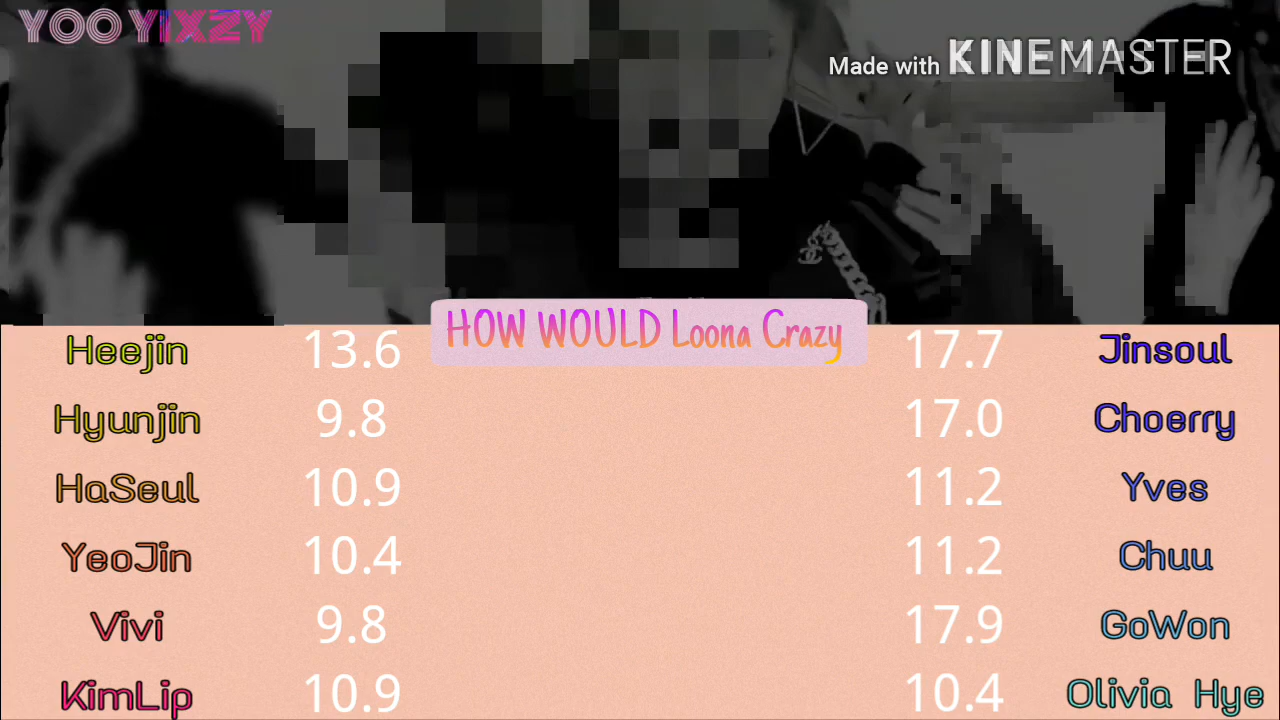 YOO YIXZY
Made with KINEMASTER
HOW WOULD Loona Crazy
Heejin 13.6 17.7 Jinsoul
Hyunjin 9.8 17.0 Choerry
HaSeul 10.9 11.2 Yves
YeoJin 10.4 11.2 Chuu
Vivi 9.8 17.9 GoWon
KimLip 10.9 10.4 Olivia Hye